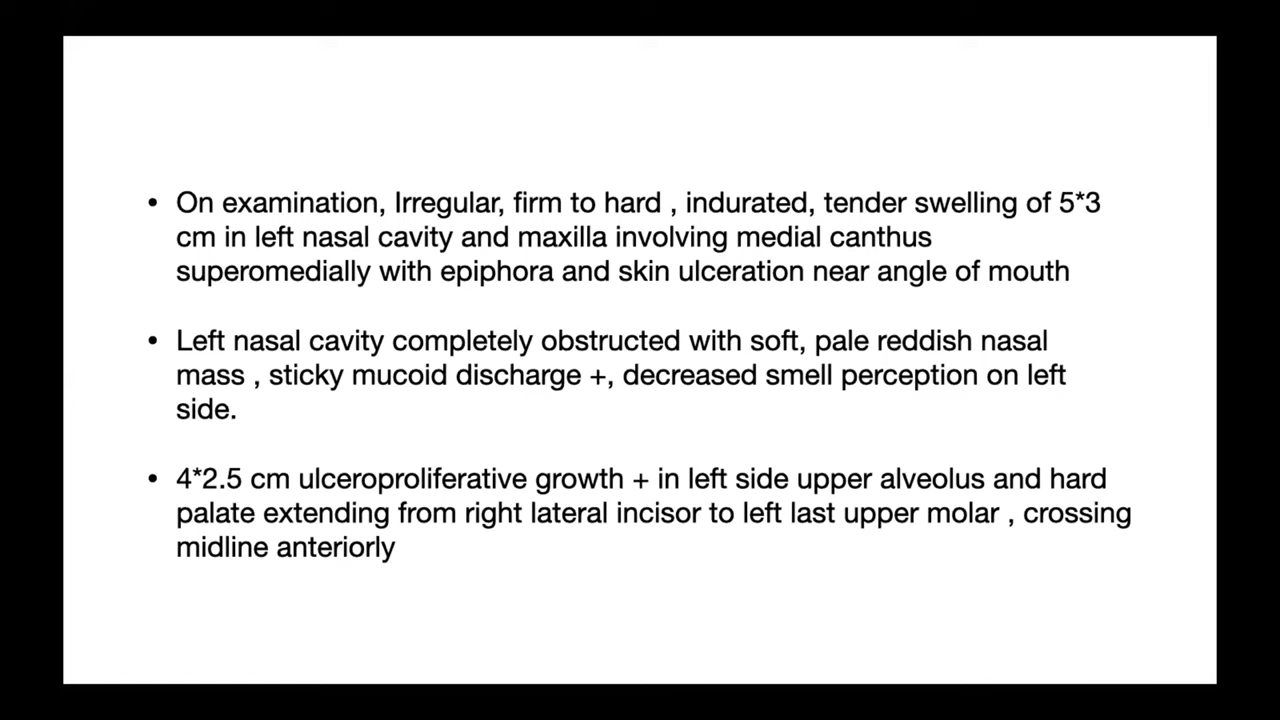 • On examination, Irregular, firm to hard , indurated, tender swelling of 5*3
cm in left nasal cavity and maxilla involving medial canthus
superomedially with epiphora and skin ulceration near angle of mouth
• Left nasal cavity completely obstructed with soft, pale reddish nasal
mass , sticky mucoid discharge +, decreased smell perception on left
side.
• 4*2.5 cm ulceroproliferative growth + in left side upper alveolus and hard
palate extending from right lateral incisor to left last upper molar , crossing
midline anteriorly